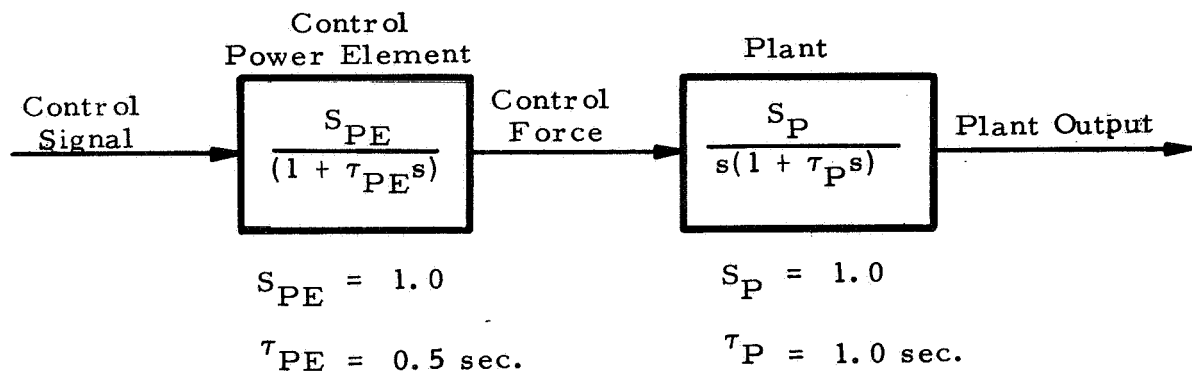 Control
Power Element
Plant
Control
Signal
S_PE
(1 + τ_PE s)
Control
Force
S_P
s(1 + τ_P s)
Plant Output
S_PE = 1.0
S_P = 1.0
τ_PE = 0.5 sec.
τ_P = 1.0 sec.